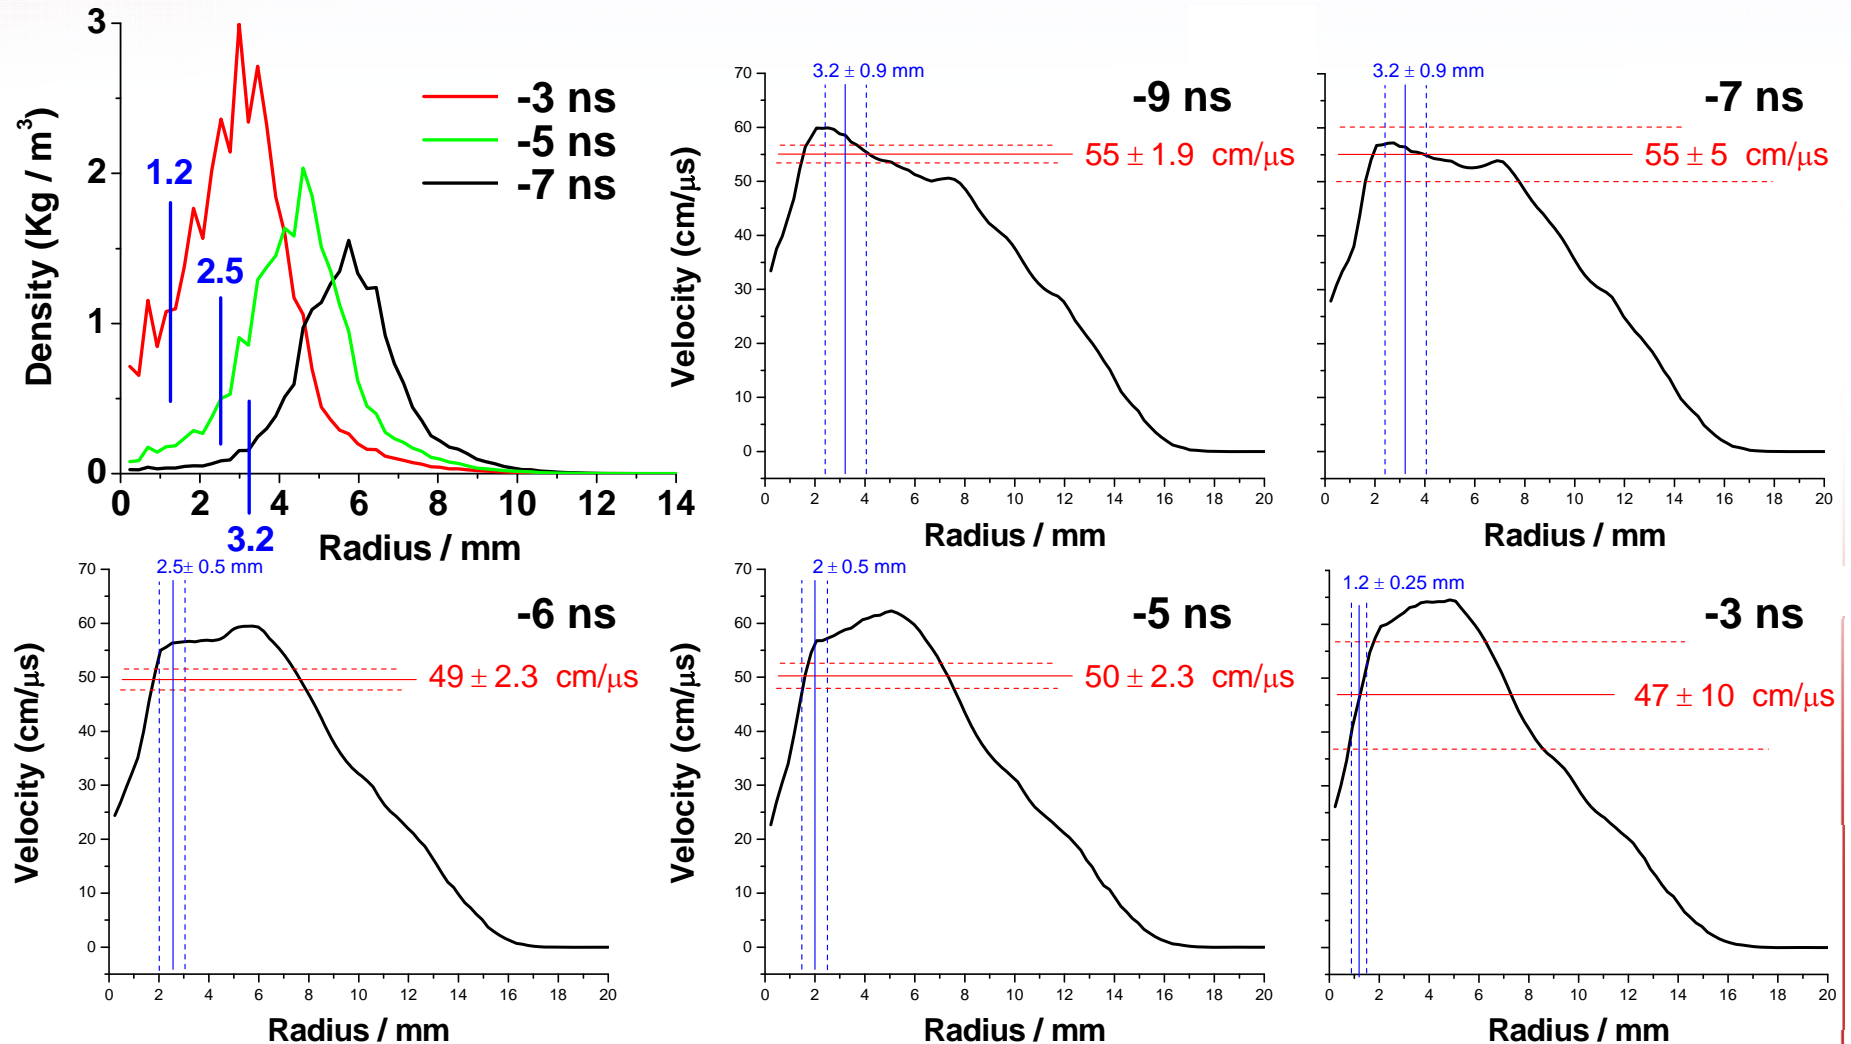 3
2
1
0
Density (Kg / m³)
-3 ns
-5 ns
-7 ns
1.2
2.5
3.2
0 2 4 6 8 10 12 14
Radius / mm
70
60
50
40
30
20
10
0
Velocity (cm/μs)
3.2 ± 0.9 mm
-9 ns
55 ± 1.9 cm/μs
0 2 4 6 8 10 12 14 16 18 20
Radius / mm
3.2 ± 0.9 mm
-7 ns
55 ± 5 cm/μs
0 2 4 6 8 10 12 14 16 18 20
Radius / mm
70
60
50
40
30
20
10
0
Velocity (cm/μs)
2.5± 0.5 mm
-6 ns
49 ± 2.3 cm/μs
0 2 4 6 8 10 12 14 16 18 20
Radius / mm
70
60
50
40
30
20
10
0
Velocity (cm/μs)
2 ± 0.5 mm
-5 ns
50 ± 2.3 cm/μs
0 2 4 6 8 10 12 14 16 18 20
Radius / mm
1.2 ± 0.25 mm
-3 ns
47 ± 10 cm/μs
0 2 4 6 8 10 12 14 16 18 20
Radius / mm